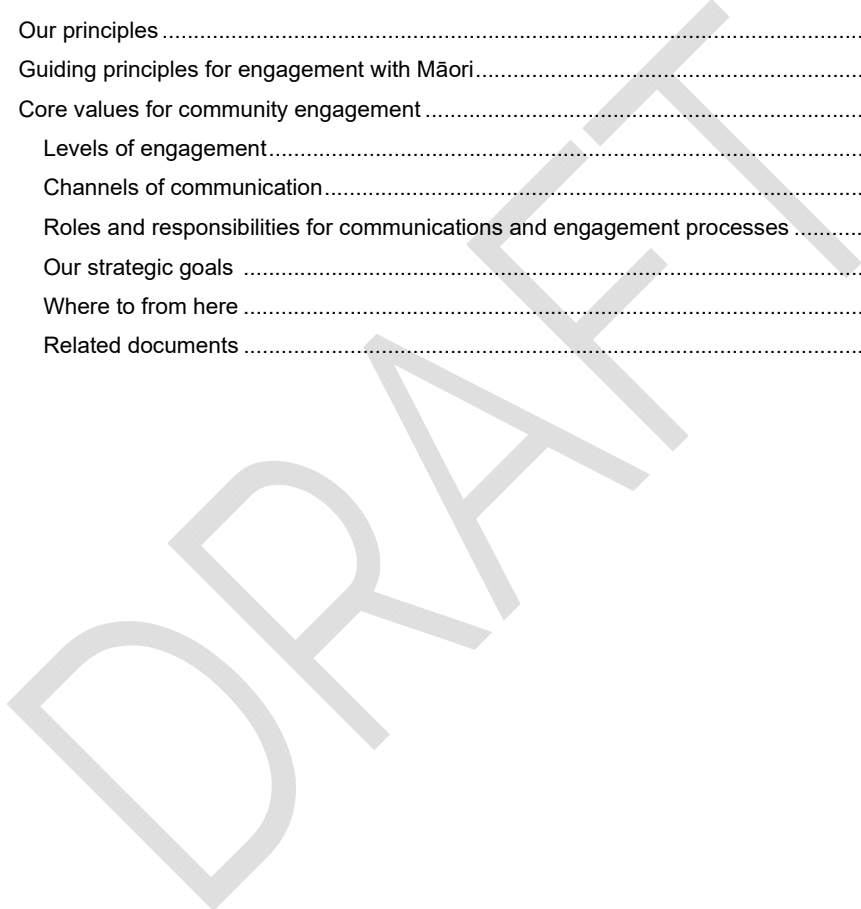 Our principles ........................................................................................................
Guiding principles for engagement with Māori ..............................................................
Core values for community engagement ......................................................................
Levels of engagement ..............................................................................................
Channels of communication .....................................................................................
Roles and responsibilities for communications and engagement processes ...........
Our strategic goals ..................................................................................................
Where to from here ..................................................................................................
Related documents ..................................................................................................
DRAFT